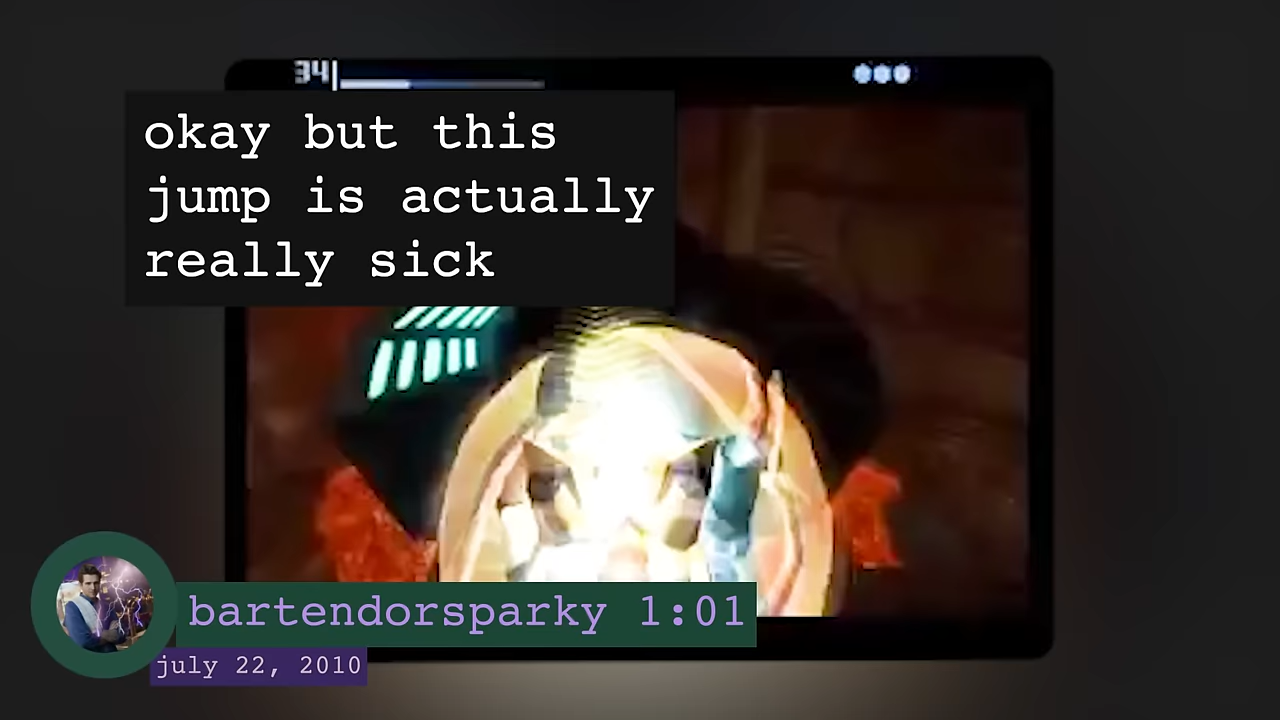 34
okay but this
jump is actually
really sick
bartendorsparky 1:01
july 22, 2010